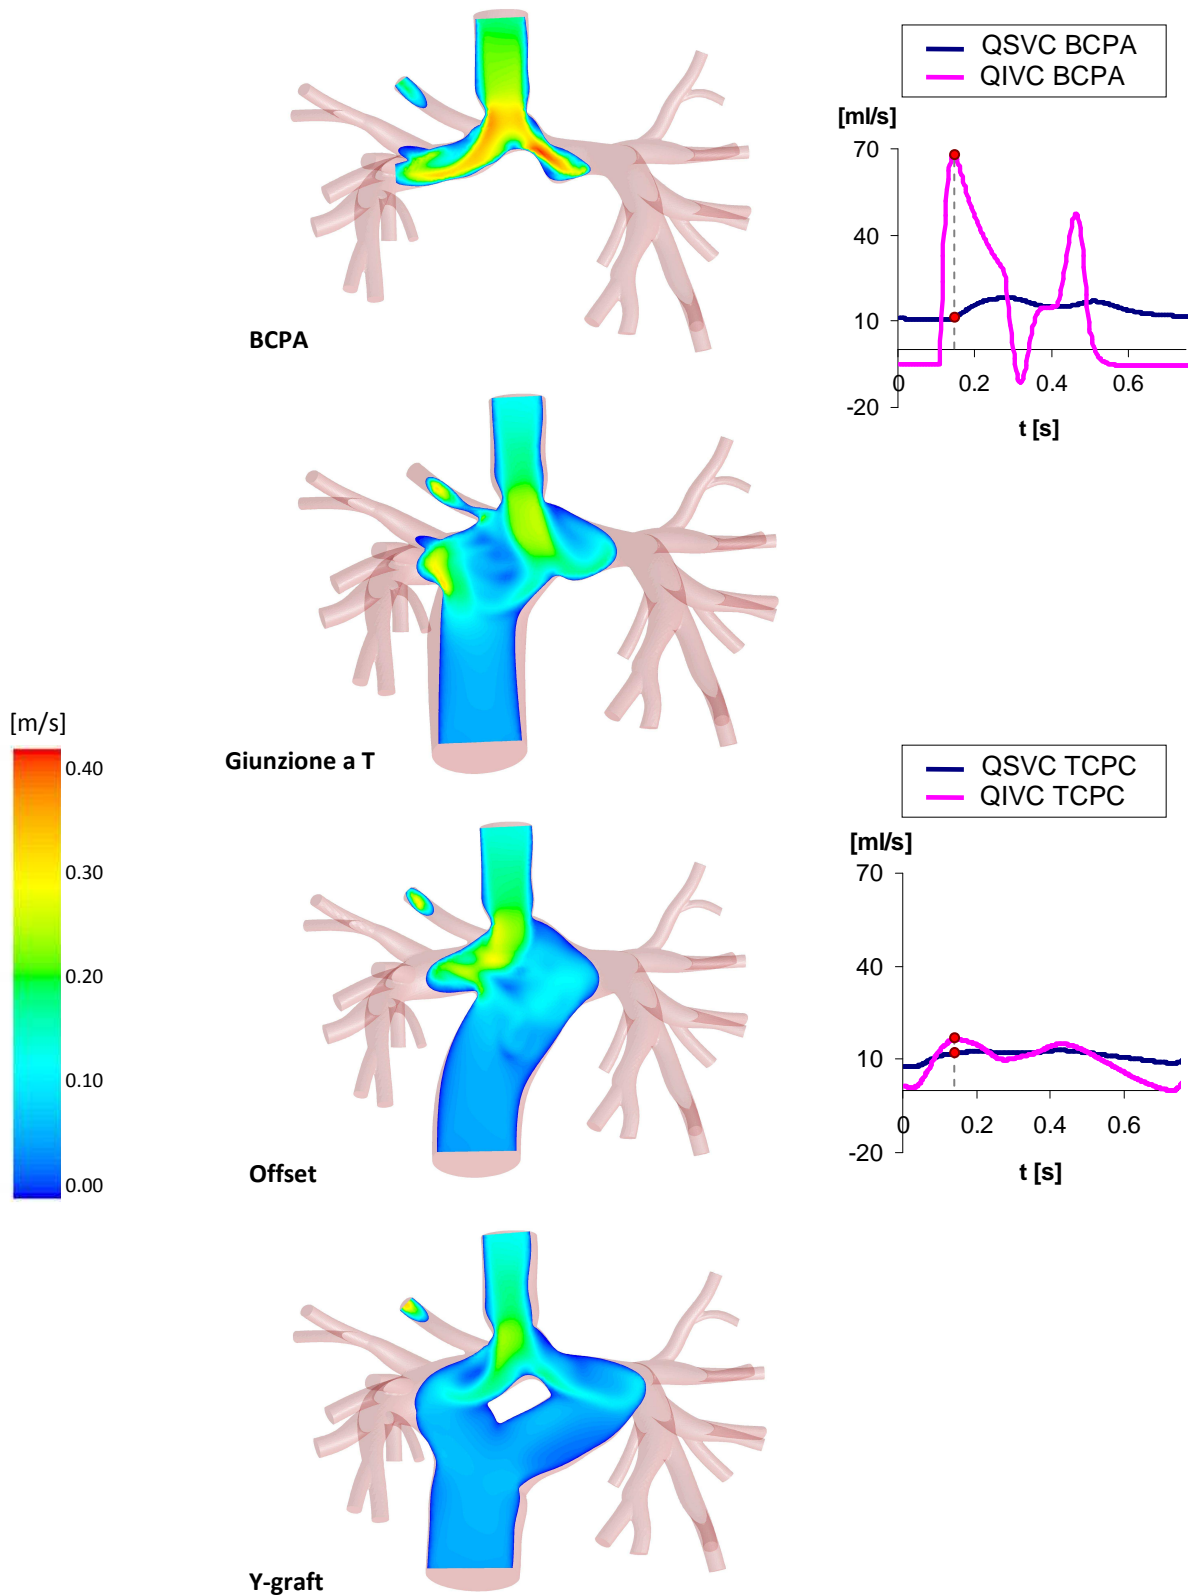 QSVC BCPA
QIVC BCPA
[ml/s]
70
40
10
0
0.2
0.4
0.6
-20
t [s]
BCPA
Giunzione a T
[m/s]
0.40
0.30
0.20
0.10
0.00
QSVC TCPC
QIVC TCPC
[ml/s]
70
40
10
0
0.2
0.4
0.6
-20
t [s]
Offset
Y-graft